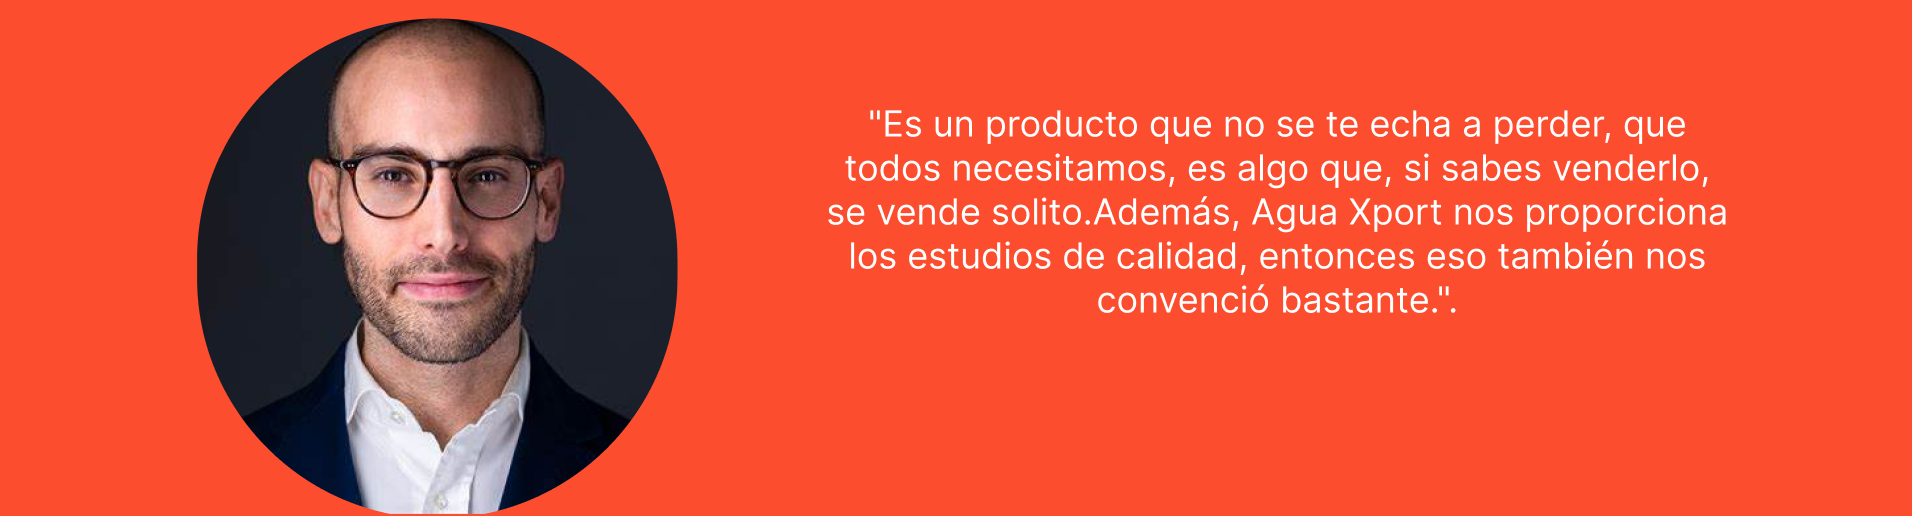 "Es un producto que no se te echa a perder, que
todos necesitamos, es algo que, si sabes venderlo,
se vende solito.Además, Agua Xport nos proporciona
los estudios de calidad, entonces eso también nos
convenció bastante.".